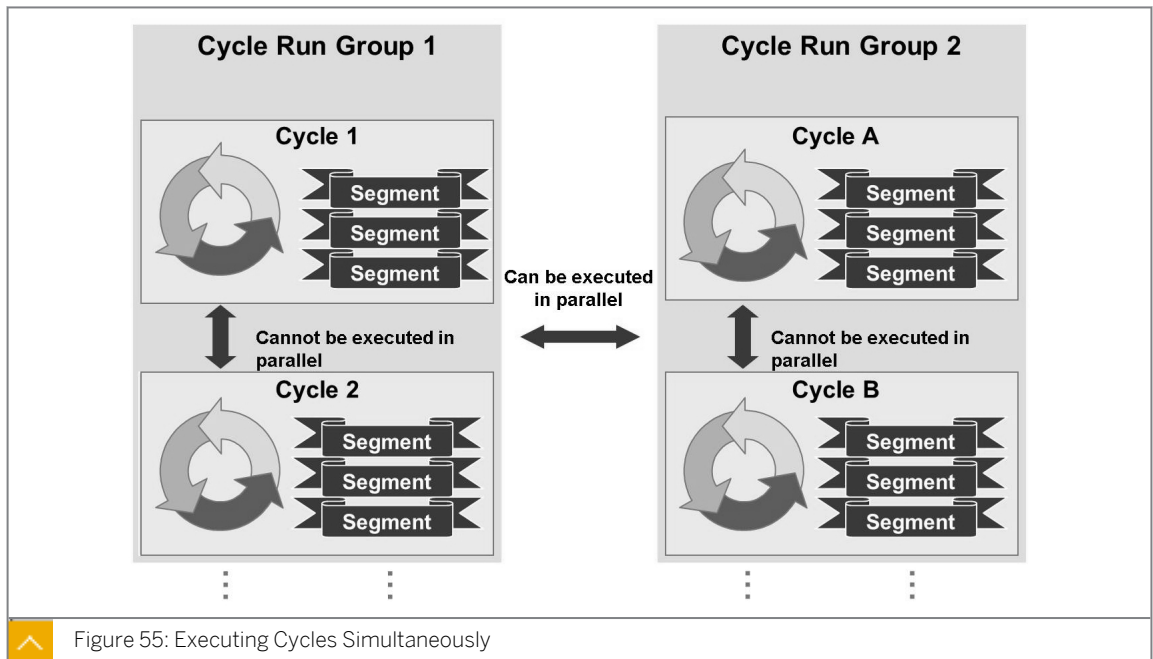 Cycle Run Group 1
Cycle 1
Segment
Segment
Segment
Cannot be executed in
parallel
Cycle 2
Segment
Segment
Segment
Can be executed
in parallel
Cycle Run Group 2
Cycle A
Segment
Segment
Segment
Cannot be executed in
parallel
Cycle B
Segment
Segment
Segment
Figure 55: Executing Cycles Simultaneously